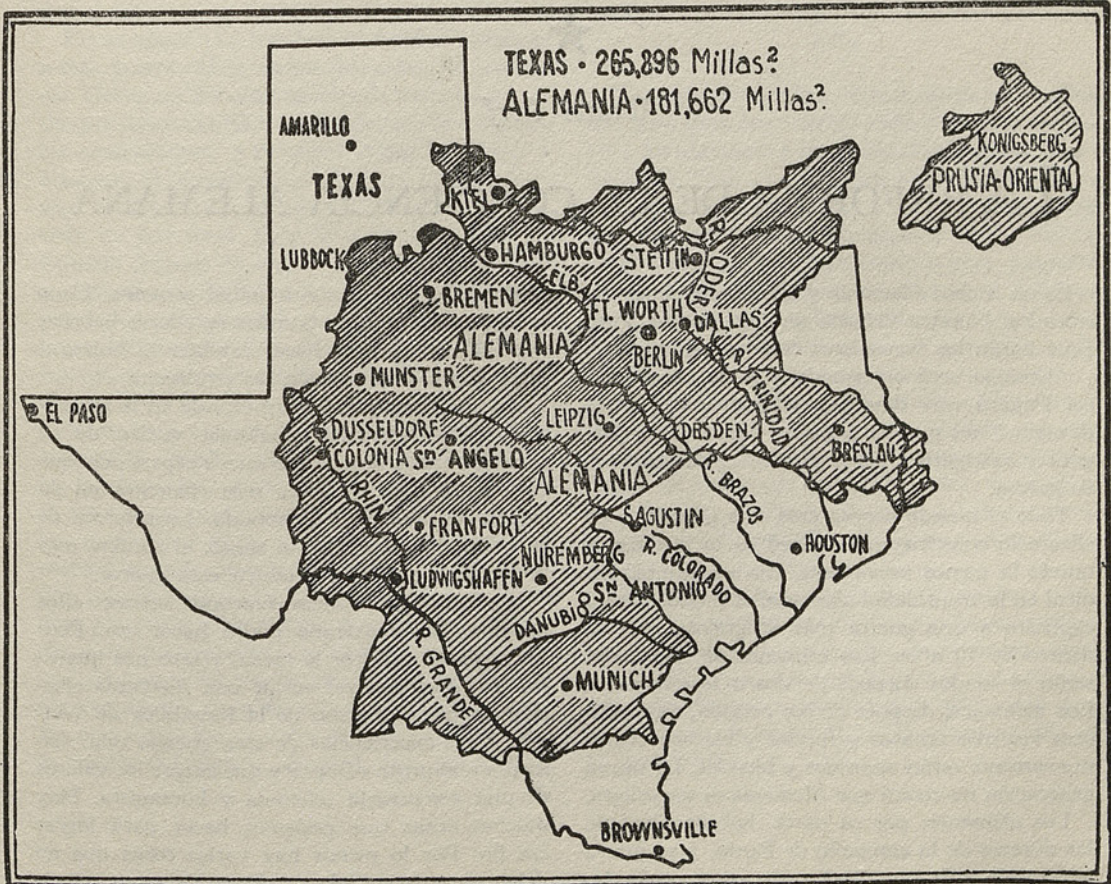 TEXAS · 265,896 Millas².
ALEMANIA · 181,662 Millas².
AMARILLO
TEXAS
KONIGSBERG
PRUSIA-ORIENTAL
KIEL
LUBBOCK
HAMBURGO
STETTIN
R. ODER
ELBA
BREMEN
FT. WORTH
DALLAS
ALEMANIA
BERLIN
MUNSTER
R. TRINIDAD
EL PASO
DUSSELDORF
LEIPZIG
DESDEN
BRESLAU
COLONIA
Sn ANGELO
RHIN
ALEMANIA
R. BRAZOS
FRANFORT
S.AGUSTIN
HOUSTON
NUREMBERG
R. COLORADO
LUDWIGSHAFEN
Sn ANTONIO
DANUBIO
R. GRANDE
MUNICH
BROWNSVILLE